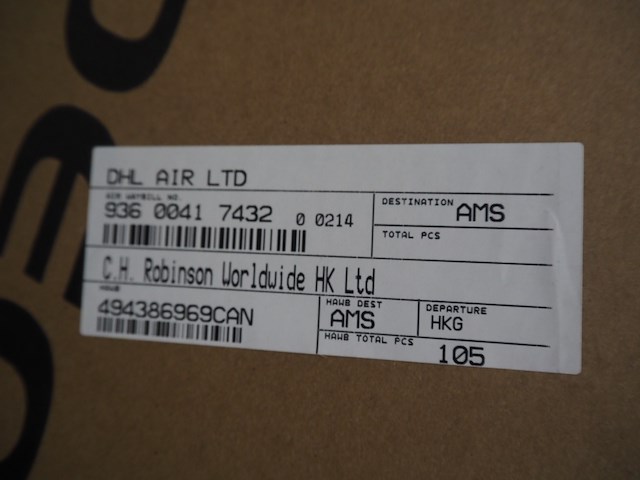 DHL AIR LTD
AIR WAYBILL NO.
936 0041 7432 0 0214
DESTINATION AMS
TOTAL PCS
C.H. Robinson Worldwide HK Ltd
HAWB
494386969CAN
HAWB DEST
AMS
DEPARTURE
HKG
HAWB TOTAL PCS
105